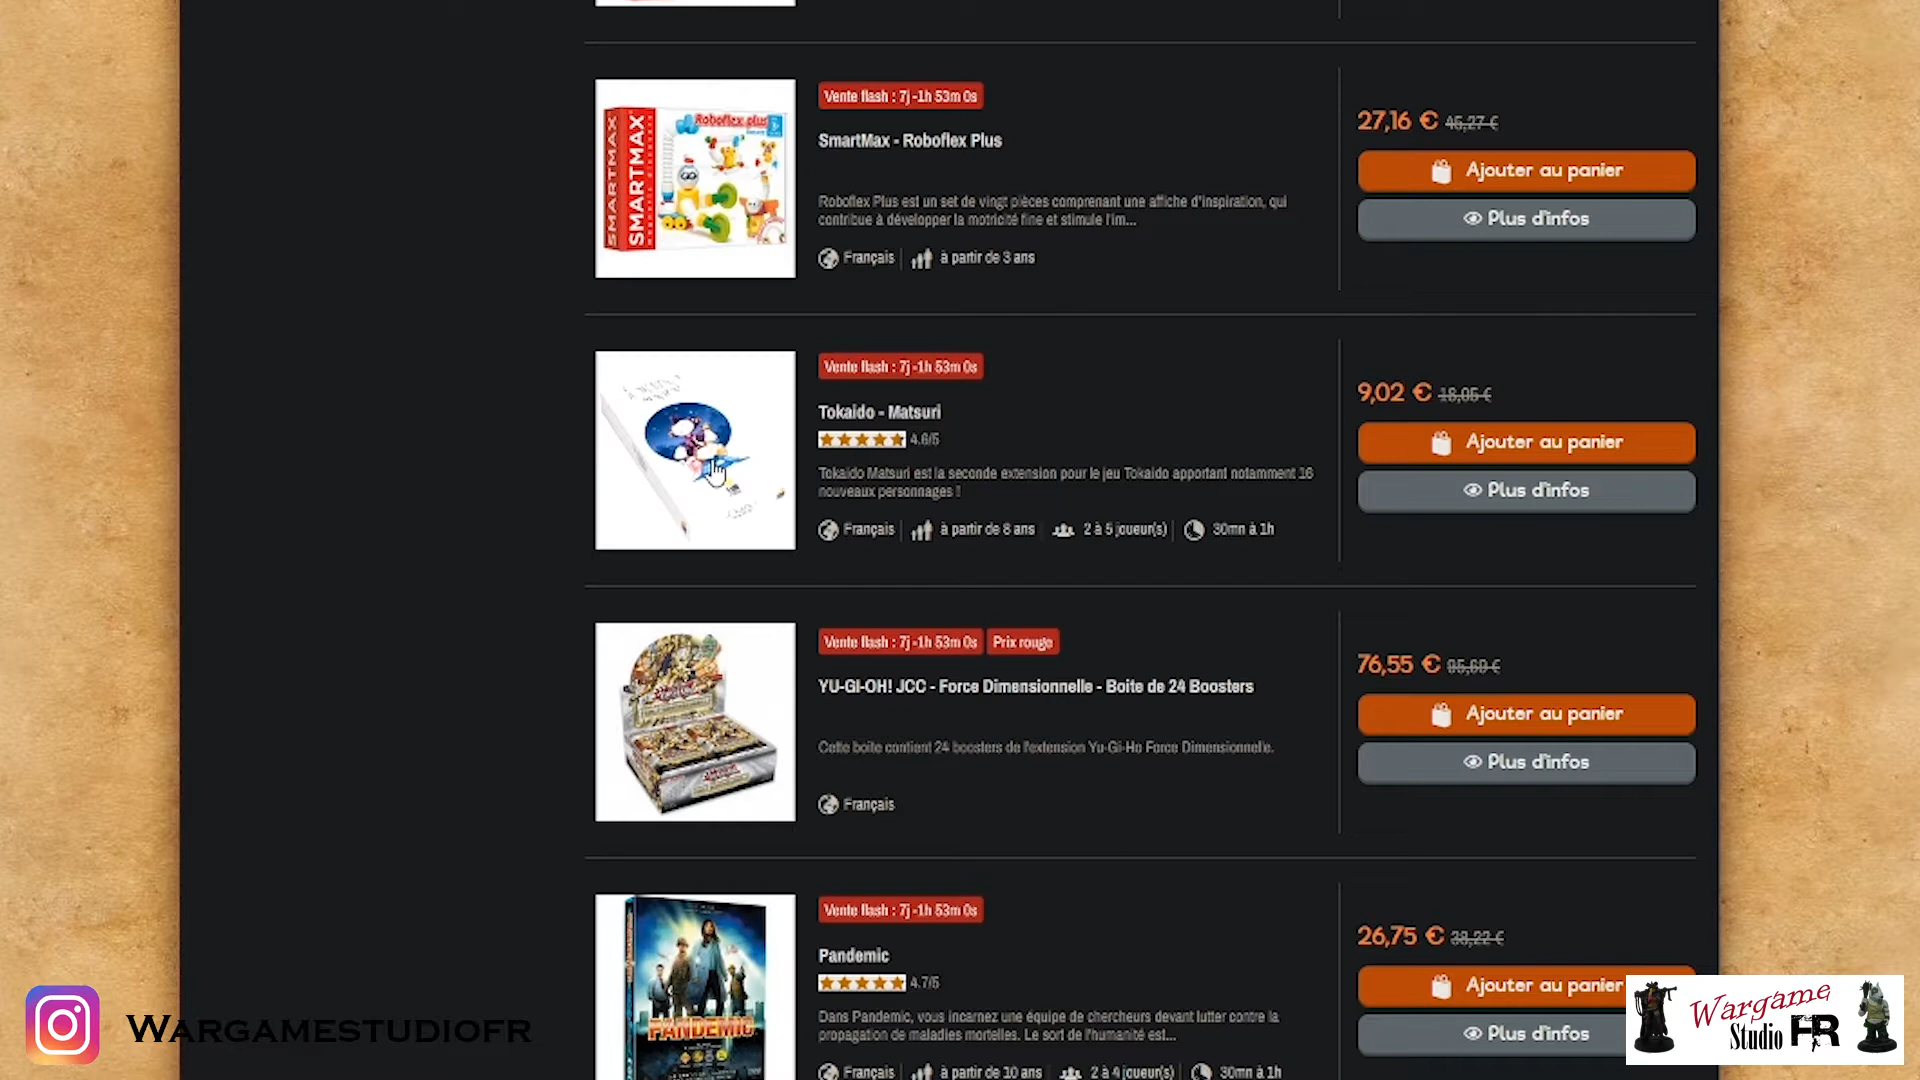 Vente flash : 7j -1h 53m 0s
SmartMax - Roboflex Plus
Roboflex Plus est un set de vingt pièces comprenant une affiche d'inspiration, qui
contribue à développer la motricité fine et stimule l'im...
Français
à partir de 3 ans
27,16 € 45,27 €
Ajouter au panier
Plus d'infos
SMARTMAX
SMARTMAX
Roboflex plus
Vente flash : 7j -1h 53m 0s
Tokaido - Matsuri
4.6/5
Tokaido Matsuri est la seconde extension pour le jeu Tokaido apportant notamment 16
nouveaux personnages !
Français
à partir de 8 ans
2 à 5 joueur(s)
30mn à 1h
9,02 € 18,05 €
Ajouter au panier
Plus d'infos
Vente flash : 7j -1h 53m 0s Prix rouge
YU-GI-OH! JCC - Force Dimensionnelle - Boite de 24 Boosters
Cette boite contient 24 boosters de l'extension Yu-Gi-Ho Force Dimensionnelle.
Français
76,55 € 95,69 €
Ajouter au panier
Plus d'infos
Vente flash : 7j -1h 53m 0s
Pandemic
4.7/5
Dans Pandemic, vous incarnez une équipe de chercheurs devant lutter contre la
propagation de maladies mortelles. Le sort de l'humanité est...
Français
à partir de 10 ans
2 à 4 joueur(s)
30mn à 1h
26,75 € 38,22 €
Ajouter au panier
Plus d'infos
PANDEMIC
WARGAMESTUDIOFR
Wargame
Studio FR